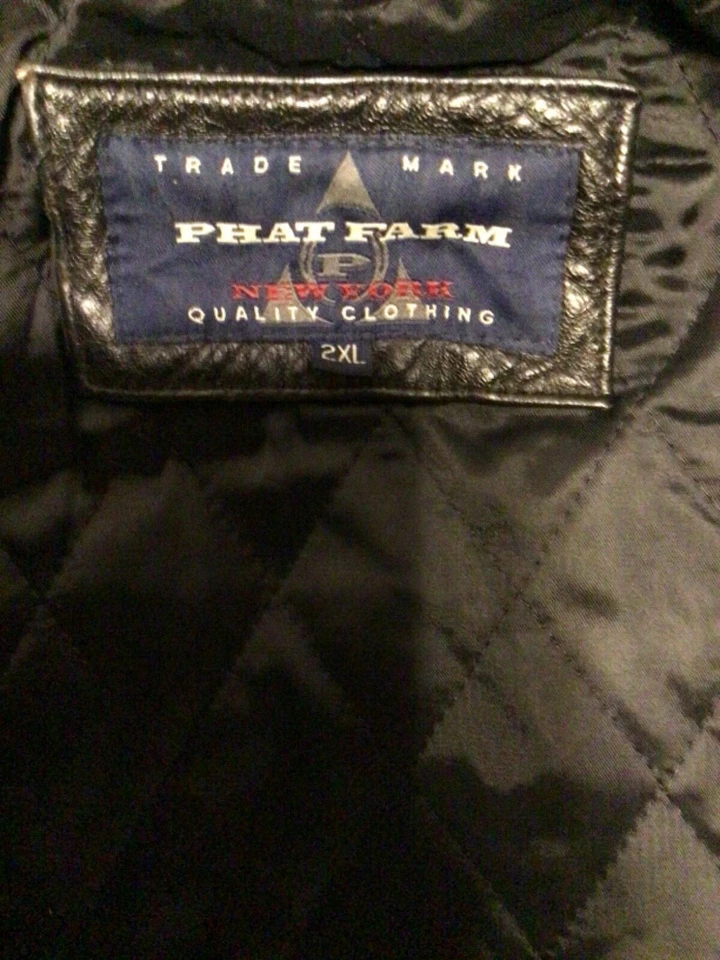 TRADE MARK
PHAT FARM
P
NEW YORK
QUALITY CLOTHING
2XL